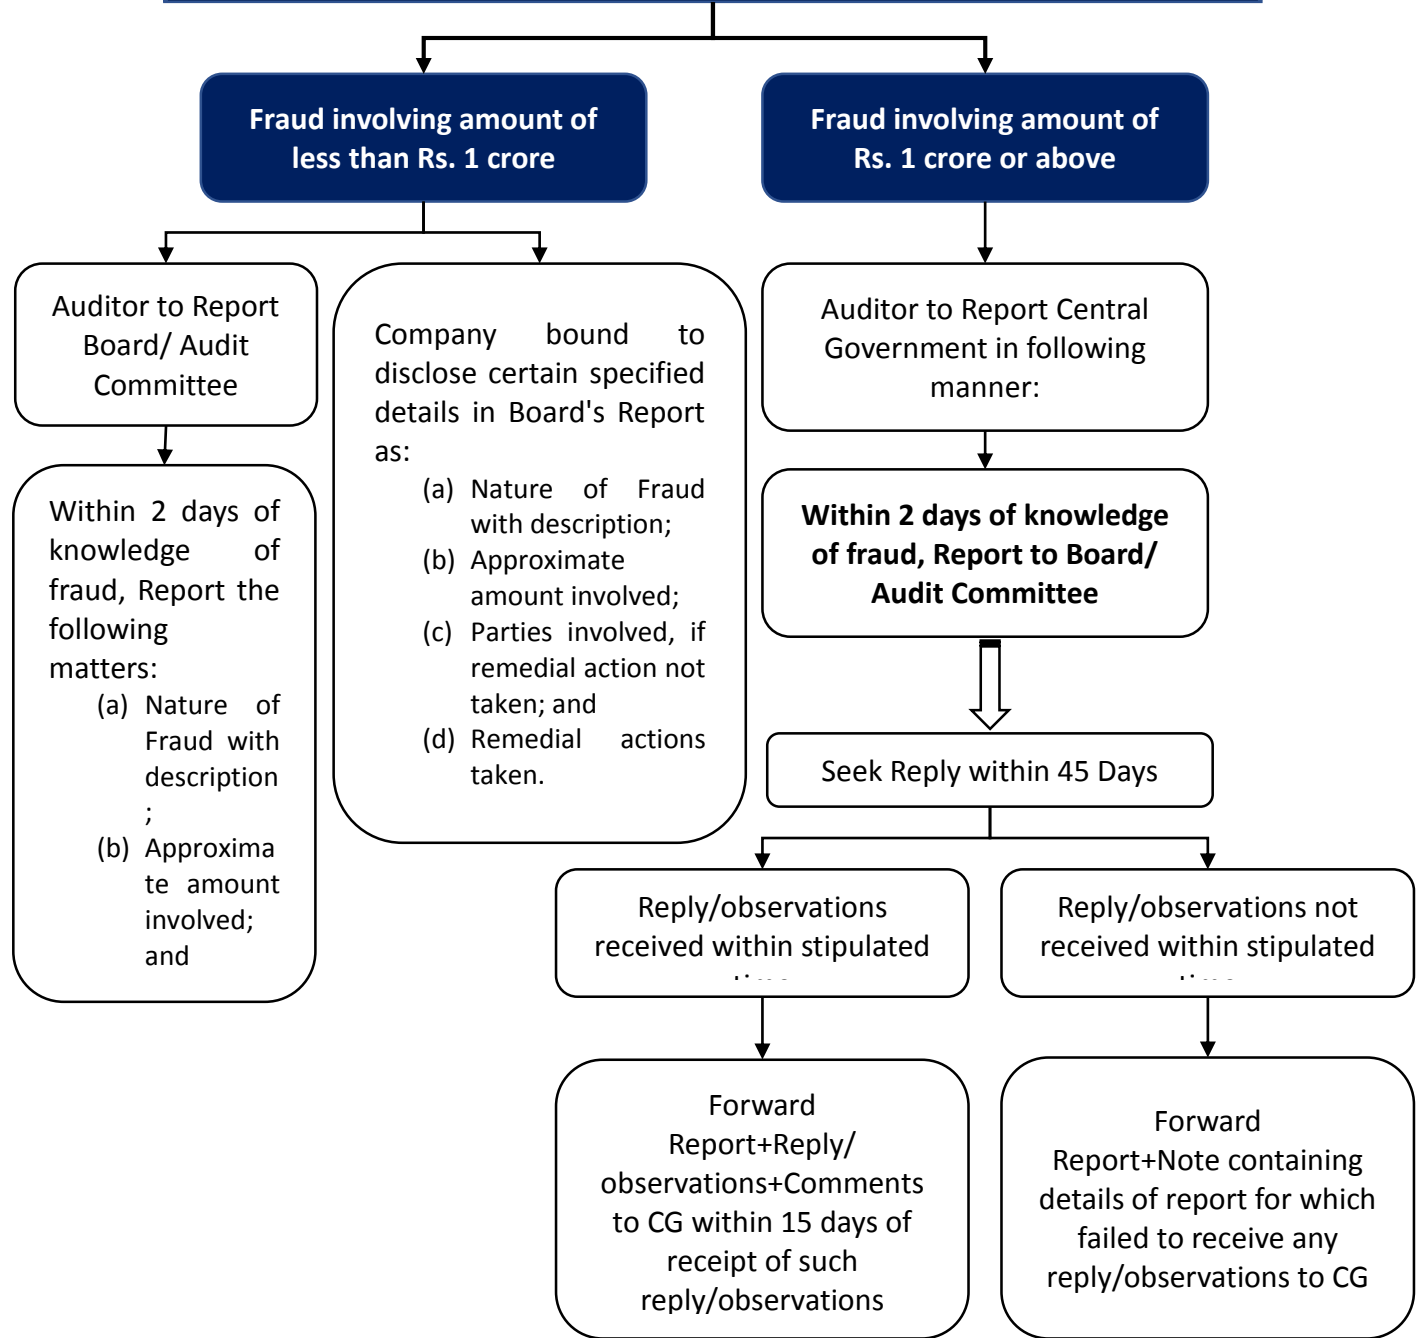 Fraud involving amount of
less than Rs. 1 crore
Fraud involving amount of
Rs. 1 crore or above
Auditor to Report
Board/ Audit
Committee
Company bound to
disclose certain specified
details in Board's Report
as:
(a) Nature of Fraud
with description;
(b) Approximate
amount involved;
(c) Parties involved, if
remedial action not
taken; and
(d) Remedial actions
taken.
Auditor to Report Central
Government in following
manner:
Within 2 days of
knowledge of
fraud, Report the
following
matters:
(a) Nature of
Fraud with
description
;
(b) Approxima
te amount
involved;
and
Within 2 days of knowledge
of fraud, Report to Board/
Audit Committee
Seek Reply within 45 Days
Reply/observations
received within stipulated
Reply/observations not
received within stipulated
Forward
Report+Reply/
observations+Comments
to CG within 15 days of
receipt of such
reply/observations
Forward
Report+Note containing
details of report for which
failed to receive any
reply/observations to CG